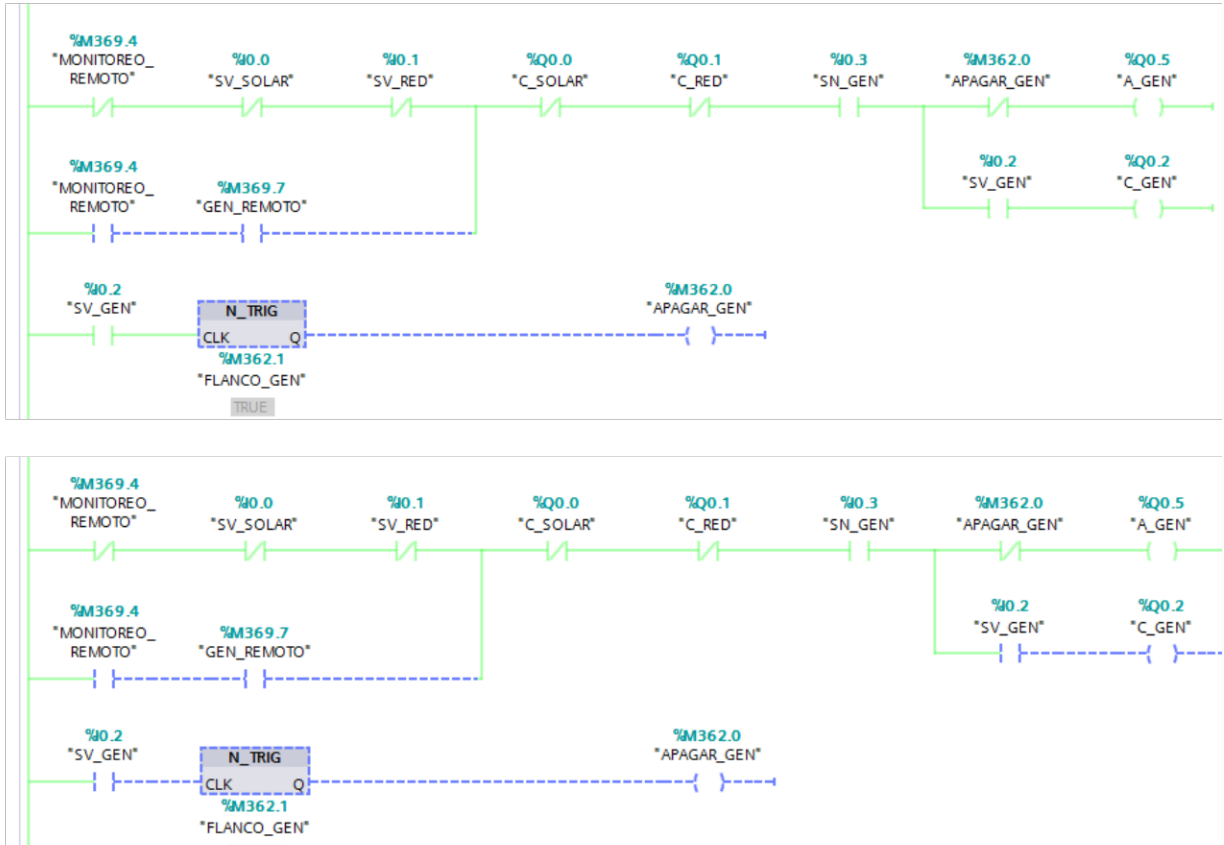 %M369.4
"MONITOREO_
REMOTO"
%I0.0
"SV_SOLAR"
%I0.1
"SV_RED"
%Q0.0
"C_SOLAR"
%Q0.1
"C_RED"
%I0.3
"SN_GEN"
%M362.0
"APAGAR_GEN"
%Q0.5
"A_GEN"
%I0.2
"SV_GEN"
%Q0.2
"C_GEN"
%M369.4
"MONITOREO_
REMOTO"
%M369.7
"GEN_REMOTO"
%I0.2
"SV_GEN"
N_TRIG
CLK Q
%M362.1
"FLANCO_GEN"
TRUE
%M362.0
"APAGAR_GEN"
%M369.4
"MONITOREO_
REMOTO"
%I0.0
"SV_SOLAR"
%I0.1
"SV_RED"
%Q0.0
"C_SOLAR"
%Q0.1
"C_RED"
%I0.3
"SN_GEN"
%M362.0
"APAGAR_GEN"
%Q0.5
"A_GEN"
%I0.2
"SV_GEN"
%Q0.2
"C_GEN"
%M369.4
"MONITOREO_
REMOTO"
%M369.7
"GEN_REMOTO"
%I0.2
"SV_GEN"
N_TRIG
CLK Q
%M362.1
"FLANCO_GEN"
%M362.0
"APAGAR_GEN"